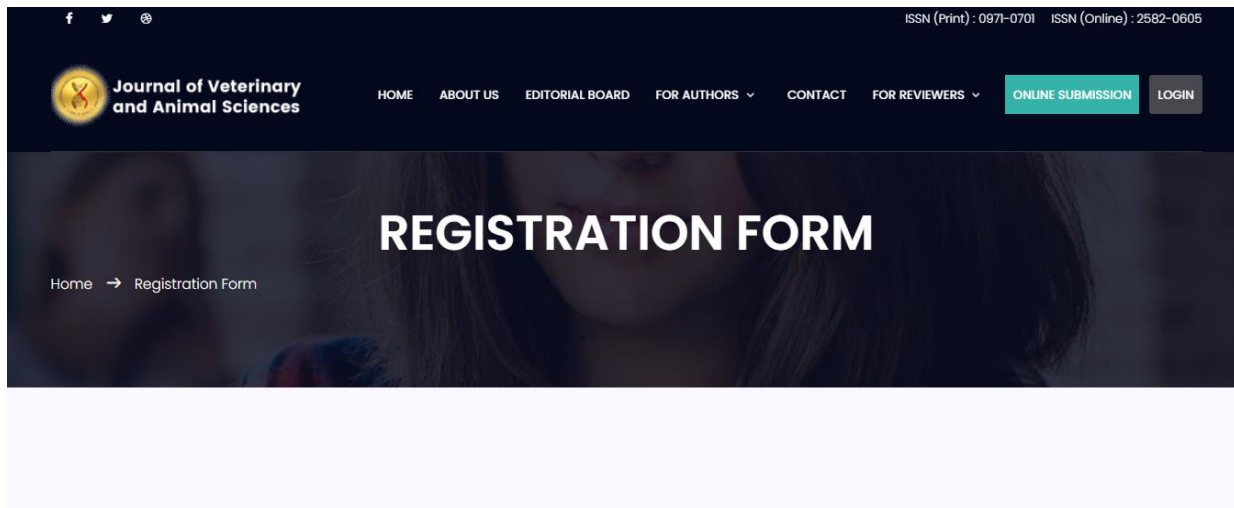 ISSN (Print) : 0971-0701 ISSN (Online) : 2582-0605
Journal of Veterinary
and Animal Sciences
HOME ABOUT US EDITORIAL BOARD FOR AUTHORS CONTACT FOR REVIEWERS ONLINE SUBMISSION LOGIN
REGISTRATION FORM
Home → Registration Form